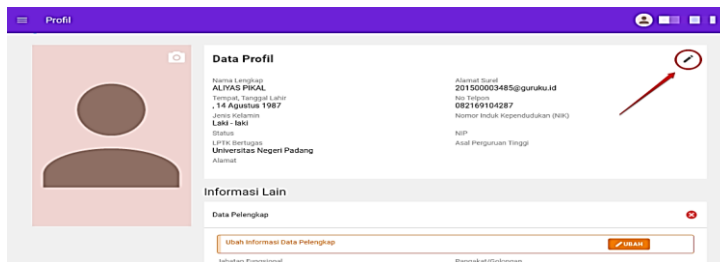 Profil
Data Profil
Nama Lengkap
ALIYAS PIKAL
Tempat, Tanggal Lahir
, 14 Agustus 1987
Jenis Kelamin
Laki - laki
Status
LPTK Bertugas
Universitas Negeri Padang
Alamat
Alamat Surel
201500003485@guruku.id
No Telpon
082169104287
Nomor Induk Kependudukan (NIK)
NIP
Asal Perguruan Tinggi
Informasi Lain
Data Pelengkap
Ubah Informasi Data Pelengkap
UBAH
Jabatan Fungsional
Pangakat/Golongan